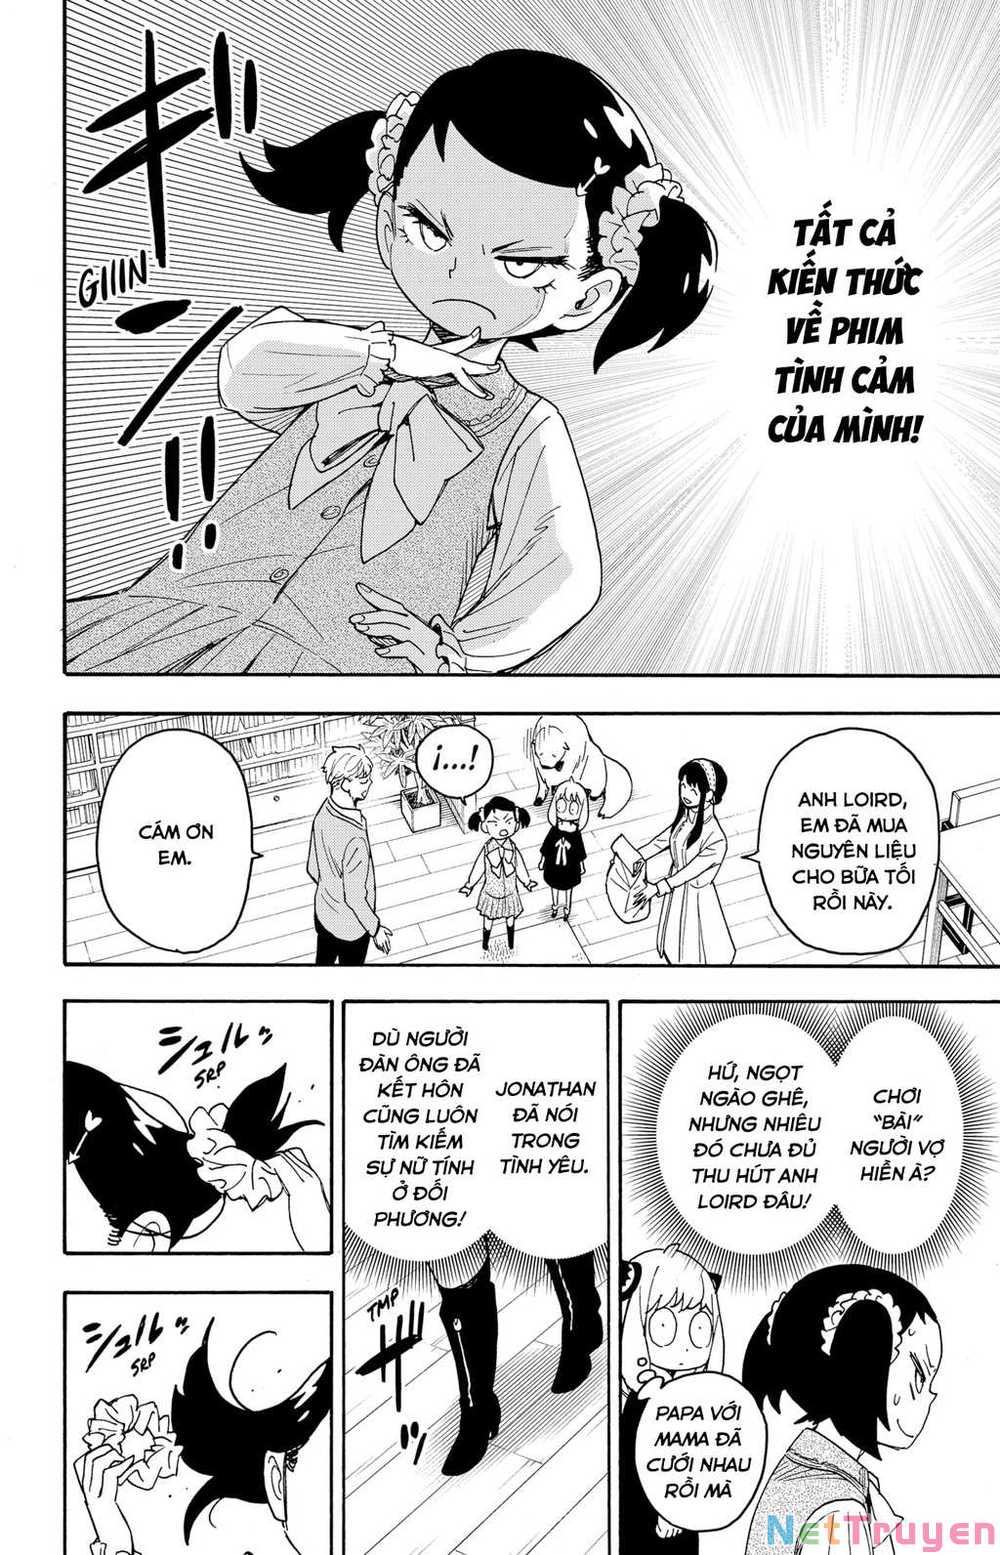 TẤT CẢ
KIẾN THỨC
VỀ PHIM
TÌNH CẢM
CỦA MÌNH!
ギロッ!!
GIIIN
ANH LOIRD,
EM ĐÃ MUA
NGUYÊN LIỆU
CHO BỮA TỐI
RỒI NÀY.
¡...!
CÁM ƠN
EM.
CHƠI
“BÀI”
NGƯỜI VỢ
HIỀN À?
HỨ, NGỌT
NGÀO GHÊ,
NHƯNG NHIÊU
ĐÓ CHƯA ĐỦ
THU HÚT ANH
LOIRD ĐÂU!
PAPA VỚI
MAMA ĐÃ
CƯỚI NHAU
RỒI MÀ
JONATHAN
ĐÃ NÓI
TRONG
TÌNH YÊU.
DÙ NGƯỜI
ĐÀN ÔNG ĐÃ
KẾT HÔN
CŨNG LUÔN
TÌM KIẾM
SỰ NỮ TÍNH
Ở ĐỐI
PHƯƠNG!
TMP
シュルッ
SRP
シュルッ
SRP
NetTruyen